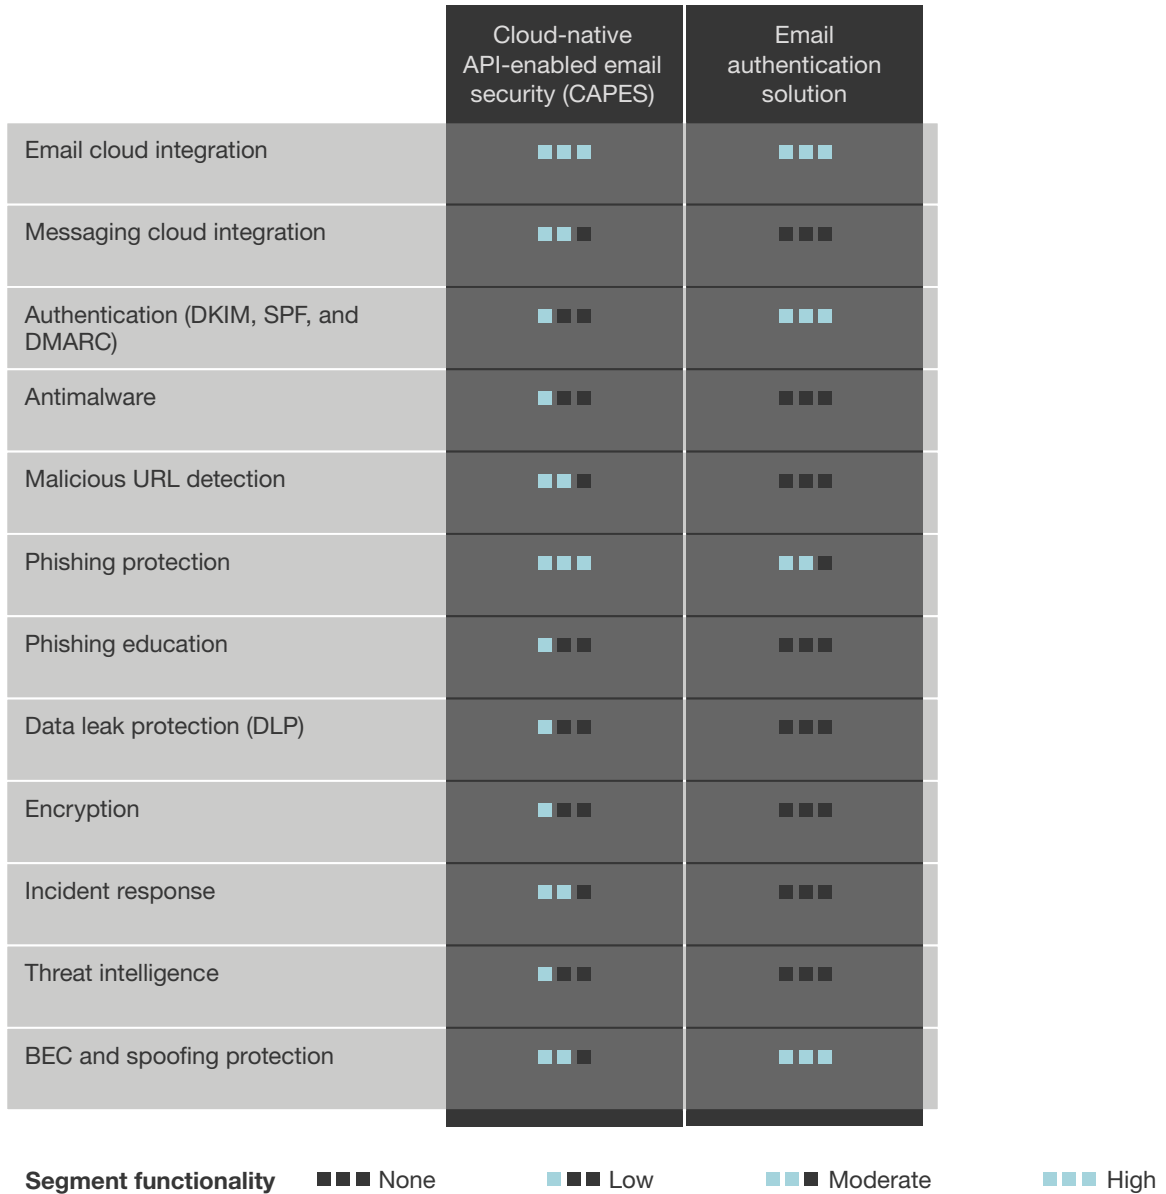 Cloud-native
API-enabled email
security (CAPES)
Email
authentication
solution
Email cloud integration
Messaging cloud integration
Authentication (DKIM, SPF, and
DMARC)
Antimalware
Malicious URL detection
Phishing protection
Phishing education
Data leak protection (DLP)
Encryption
Incident response
Threat intelligence
BEC and spoofing protection
Segment functionality None Low Moderate High